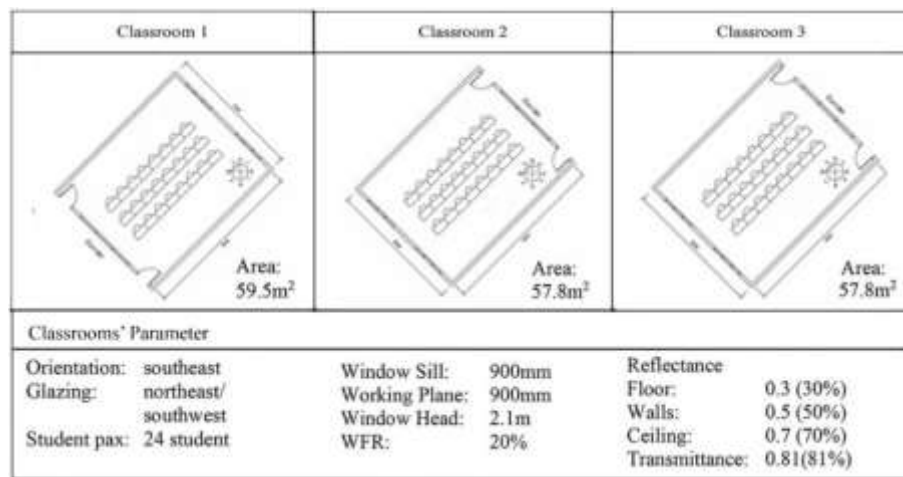 Classroom 1
Classroom 2
Classroom 3
Area:
59.5m²
Area:
57.8m²
Area:
57.8m²
Classrooms' Parameter
Orientation: southeast
Glazing: northeast/
southwest
Student pax: 24 student
Window Sill: 900mm
Working Plane: 900mm
Window Head: 2.1m
WFR: 20%
Reflectance
Floor: 0.3 (30%)
Walls: 0.5 (50%)
Ceiling: 0.7 (70%)
Transmittance: 0.81(81%)